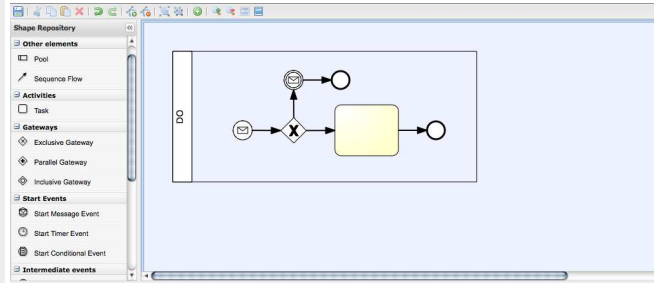 Shape Repository
Other elements
Pool
Sequence Flow
Activities
Task
Gateways
Exclusive Gateway
Parallel Gateway
Inclusive Gateway
Start Events
Start Message Event
Start Timer Event
Start Conditional Event
Intermediate events
DO
X